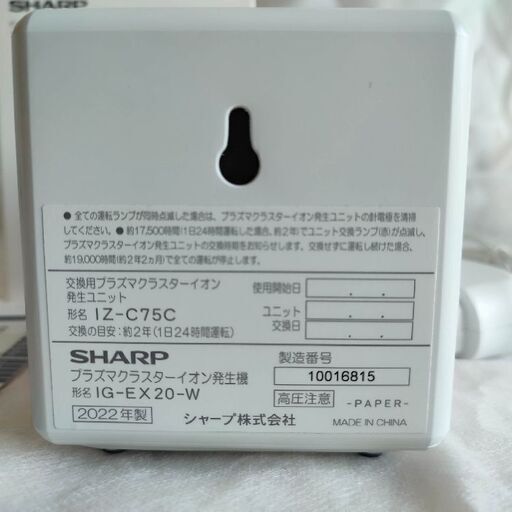 SHARP
●全ての運転ランプが同時点滅した場合は、プラズマクラスターイオン発生ユニットの針電極を清掃
してください。●約17,500時間(1日24時間運転した場合、約2年)でユニット交換ランプ(赤)が点滅し、
プラズマクラスターイオン発生ユニットの交換時期をお知らせします。交換せずに運転し続けた場合、
約19,000時間(約2年2ヵ月)で全ての運転が停止します。
交換用プラズマクラスターイオン
発生ユニット
形名 IZ-C75C
交換の目安:約2年(1日24時間運転)
使用開始日 . .
ユニット
交換日 . .
SHARP
プラズマクラスターイオン発生機
形名 IG-EX20-W
2022年製
シャープ株式会社
製造番号
10016815
高圧注意
-PAPER-
MADE IN CHINA